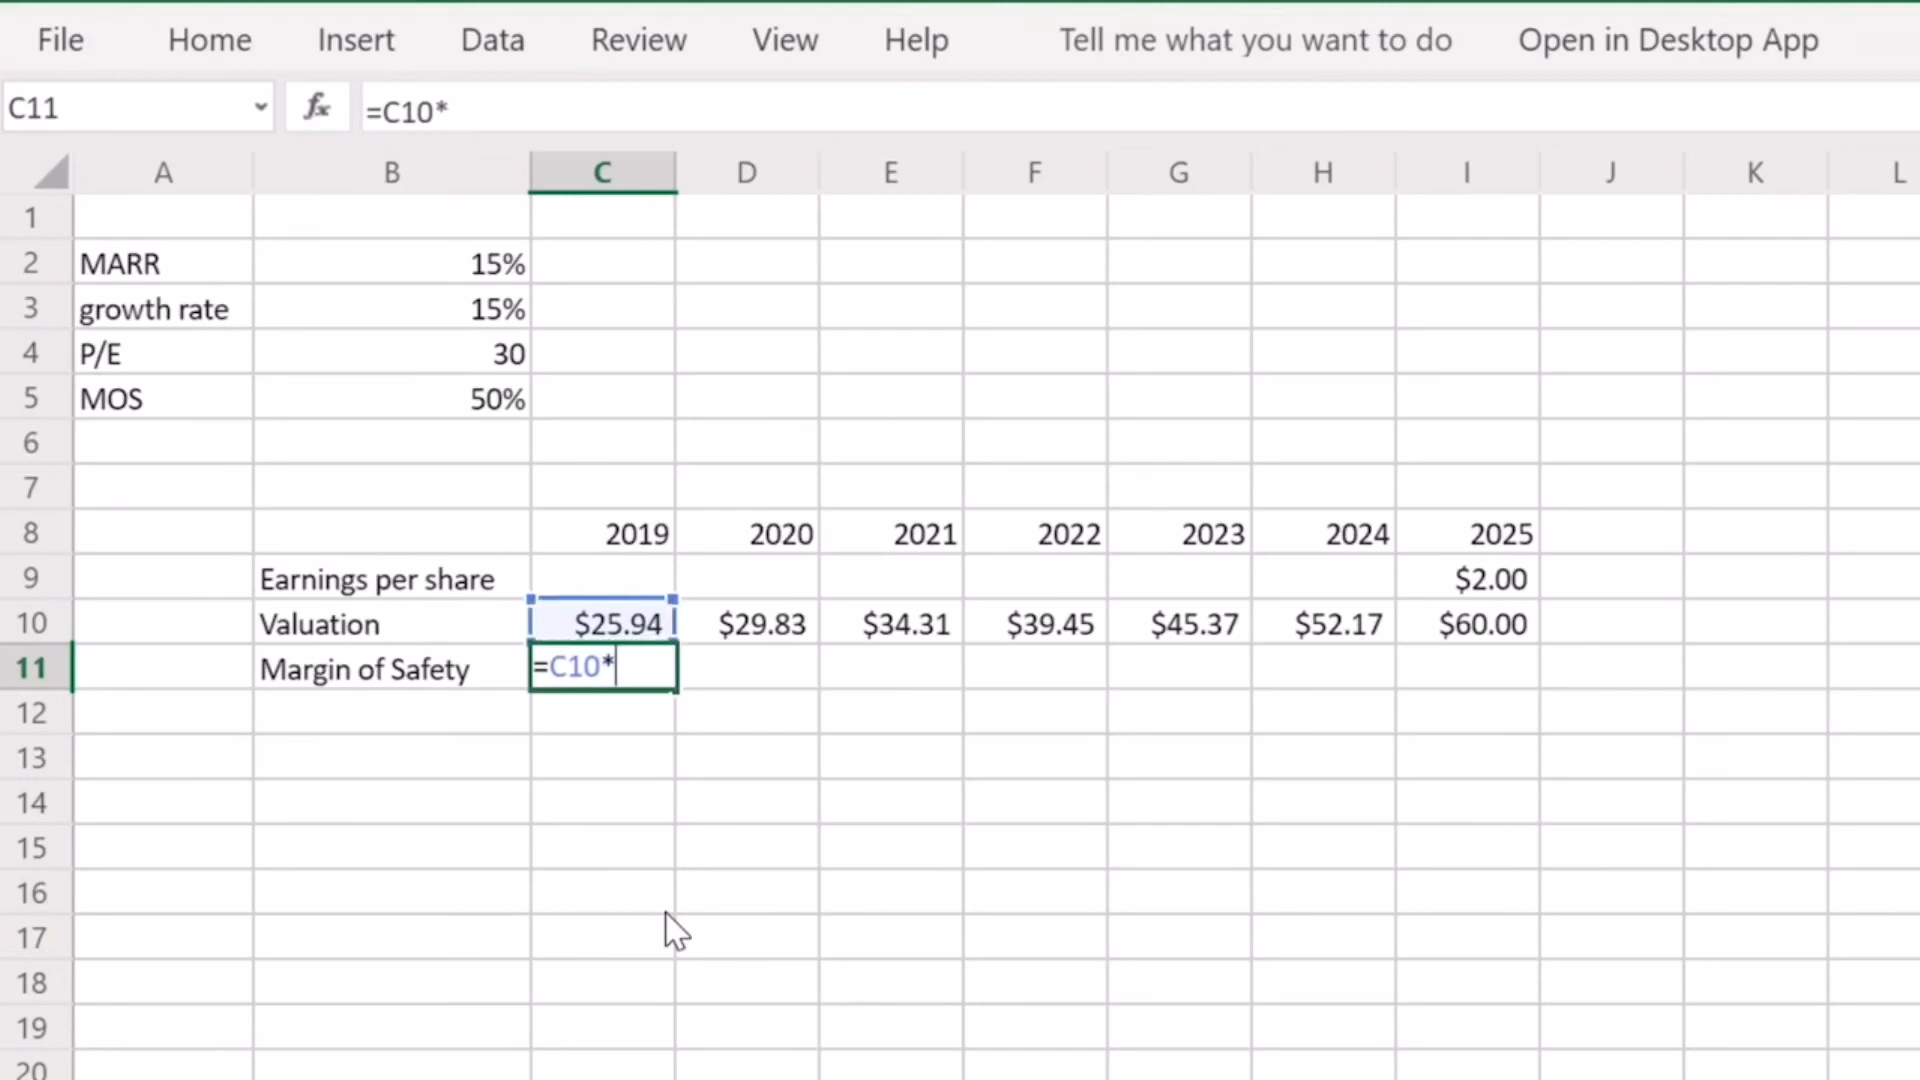 File Home Insert Data Review View Help Tell me what you want to do Open in Desktop App
C11 fx =C10*
A B C D E F G H I J K L
1
2 MARR 15%
3 growth rate 15%
4 P/E 30
5 MOS 50%
6
7
8 2019 2020 2021 2022 2023 2024 2025
9 Earnings per share $2.00
10 Valuation $25.94 $29.83 $34.31 $39.45 $45.37 $52.17 $60.00
11 Margin of Safety =C10*
12
13
14
15
16
17
18
19
20